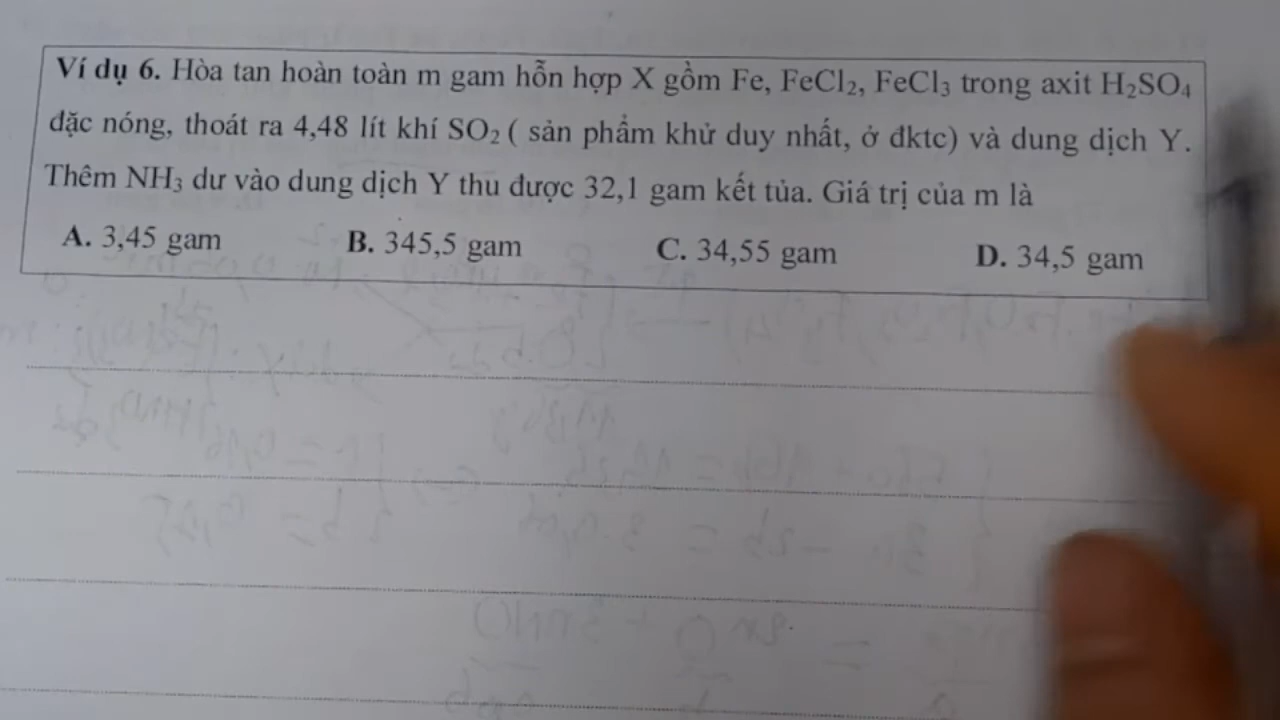 Ví dụ 6. Hòa tan hoàn toàn m gam hỗn hợp X gồm Fe, FeCl₂, FeCl₃ trong axit H₂SO₄
đặc nóng, thoát ra 4,48 lít khí SO₂ ( sản phẩm khử duy nhất, ở đktc) và dung dịch Y.
Thêm NH₃ dư vào dung dịch Y thu được 32,1 gam kết tủa. Giá trị của m là
A. 3,45 gam B. 345,5 gam C. 34,55 gam D. 34,5 gam